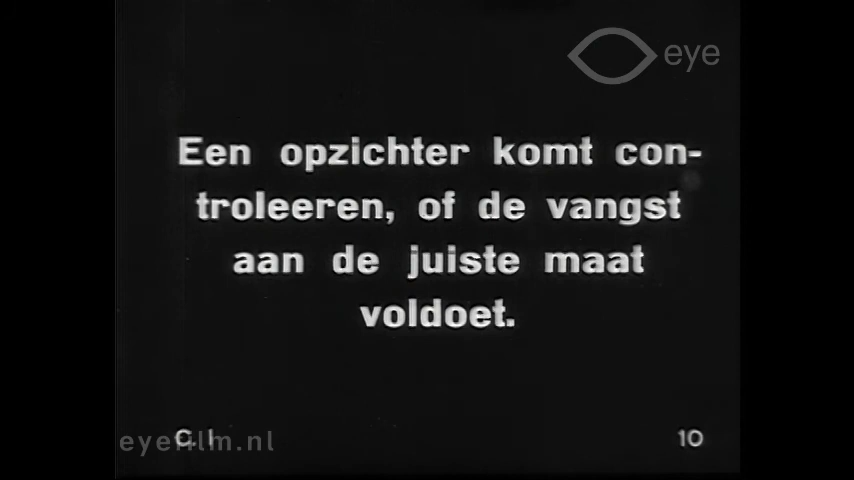 eye
Een opzichter komt con-
troleeren, of de vangst
aan de juiste maat
voldoet.
C. I
10
eyefilm.nl